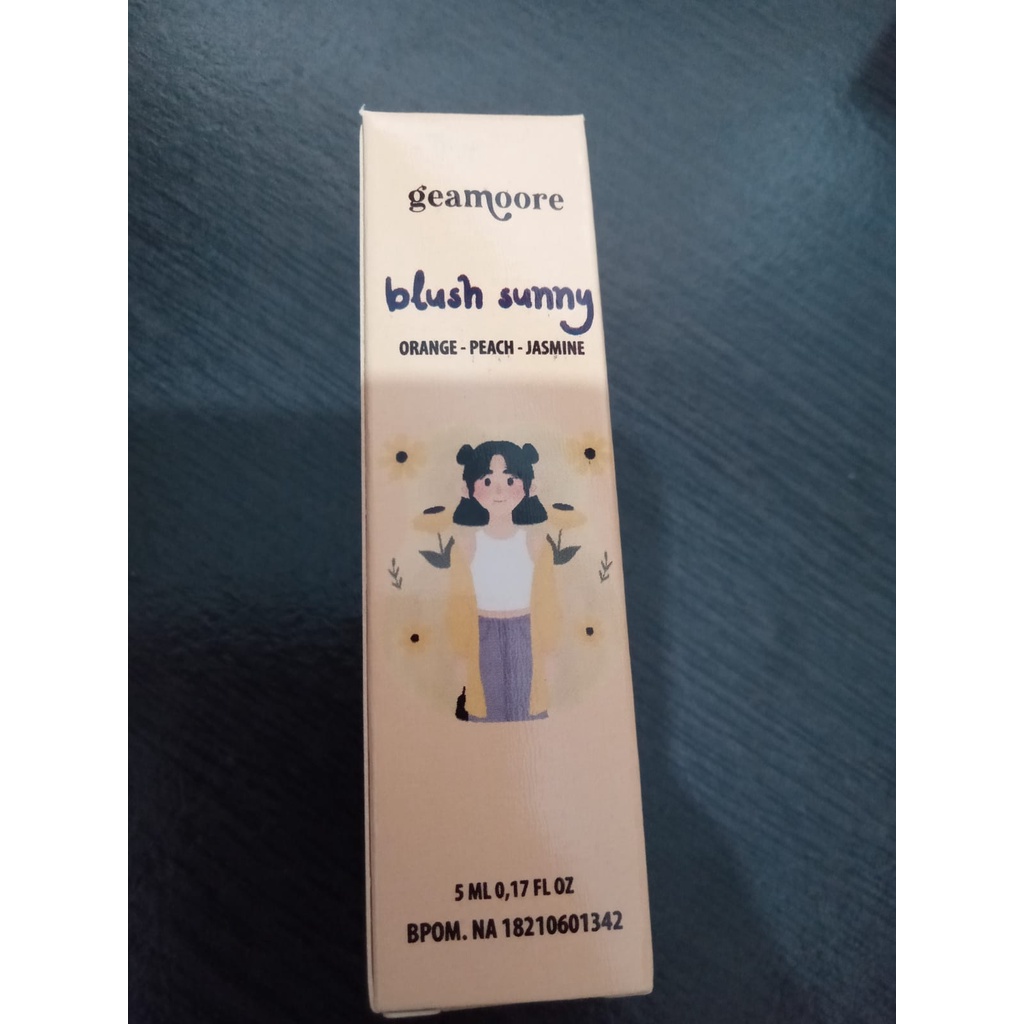 geamoore
blush sunny
ORANGE - PEACH - JASMINE
5 ML 0,17 FL OZ
BPOM. NA 18210601342